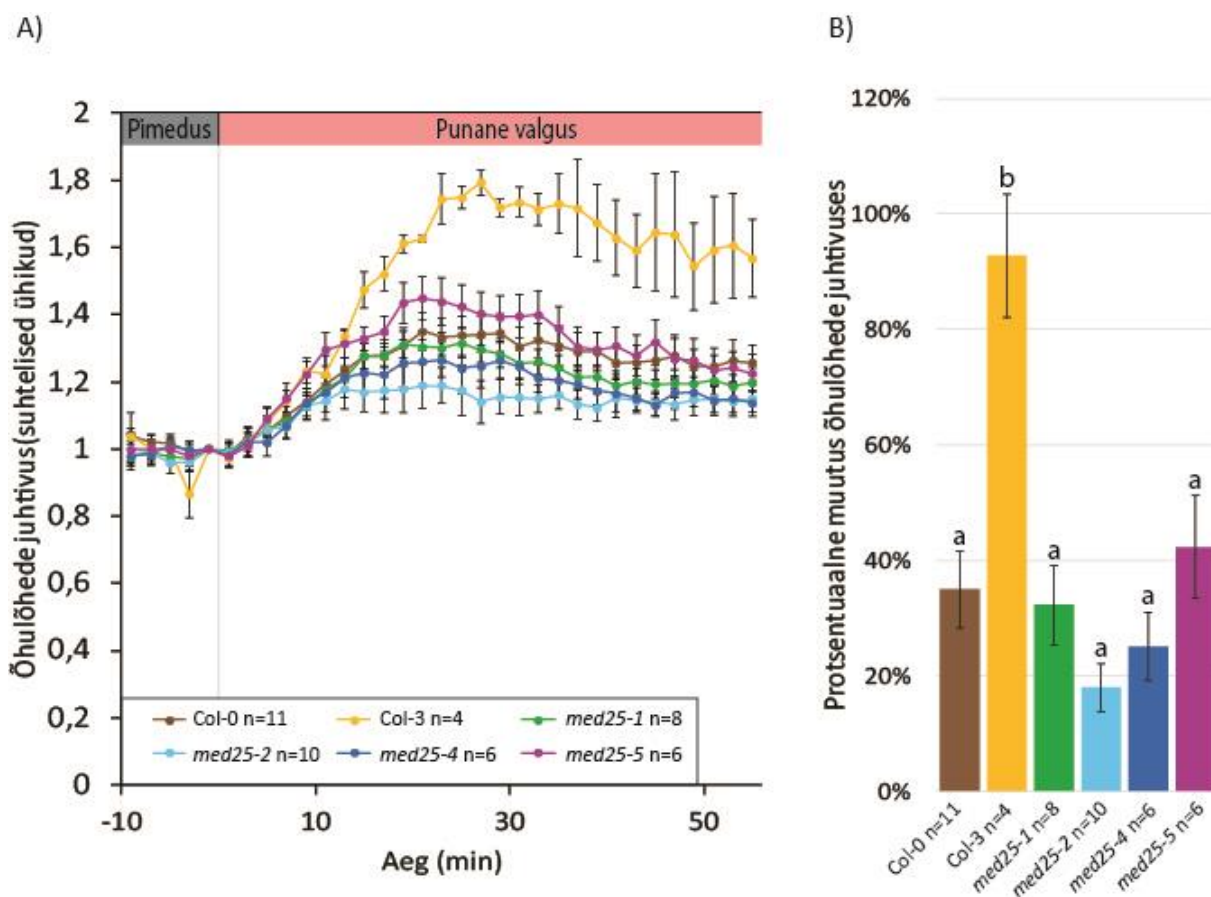 A)
Õhulõhede juhtivus(suhtelised ühikud)
2
1,8
1,6
1,4
1,2
1
0,8
0,6
0,4
0,2
0
Pimedus
Punane valgus
Col-0 n=11
Col-3 n=4
med25-1 n=8
med25-2 n=10
med25-4 n=6
med25-5 n=6
-10
10
30
50
Aeg (min)
B)
Protsentuaalne muutus õhulõhede juhtivuses
120%
100%
80%
60%
40%
20%
0%
a
b
a
a
a
a
Col-0 n=11
Col-3 n=4
med25-1 n=8
med25-2 n=10
med25-4 n=6
med25-5 n=6